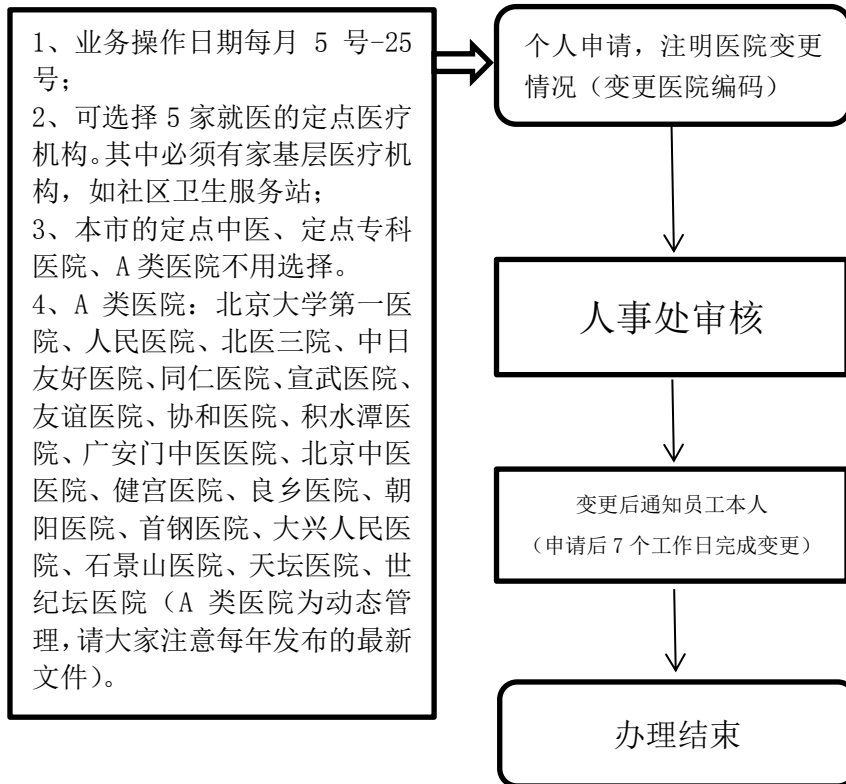 1、业务操作日期每月 5 号-25
号;
2、可选择 5 家就医的定点医疗
机构。其中必须有家基层医疗机
构，如社区卫生服务站;
3、本市的定点中医、定点专科
医院、A 类医院不用选择。
4、A 类医院：北京大学第一医
院、人民医院、北医三院、中日
友好医院、同仁医院、宣武医院、
友谊医院、协和医院、积水潭医
院、广安门中医医院、北京中医
医院、健宫医院、良乡医院、朝
阳医院、首钢医院、大兴人民医
院、石景山医院、天坛医院、世
纪坛医院（A 类医院为动态管
理,请大家注意每年发布的最新
文件）。
个人申请，注明医院变更
情况（变更医院编码）
人事处审核
变更后通知员工本人
（申请后 7 个工作日完成变更）
办理结束